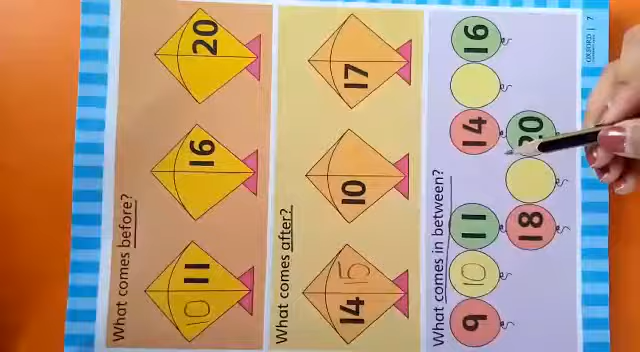 What comes before?
10 11
16
20
What comes after?
14 15
10
17
What comes in between?
9 10 11
14 16
18 20
OXFORD
7